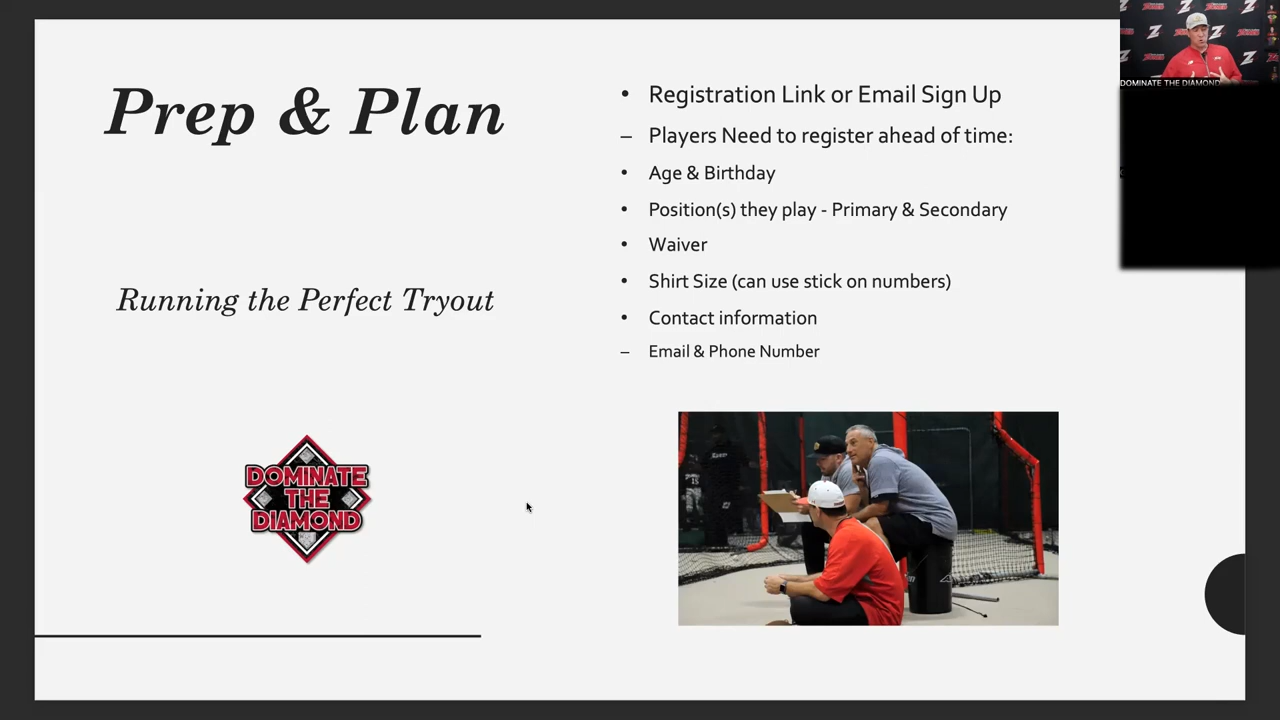 Prep & Plan
Running the Perfect Tryout
DOMINATE
THE
DIAMOND
• Registration Link or Email Sign Up
– Players Need to register ahead of time:
• Age & Birthday
• Position(s) they play - Primary & Secondary
• Waiver
• Shirt Size (can use stick on numbers)
• Contact information
– Email & Phone Number
DOMINATE THE DIAMOND